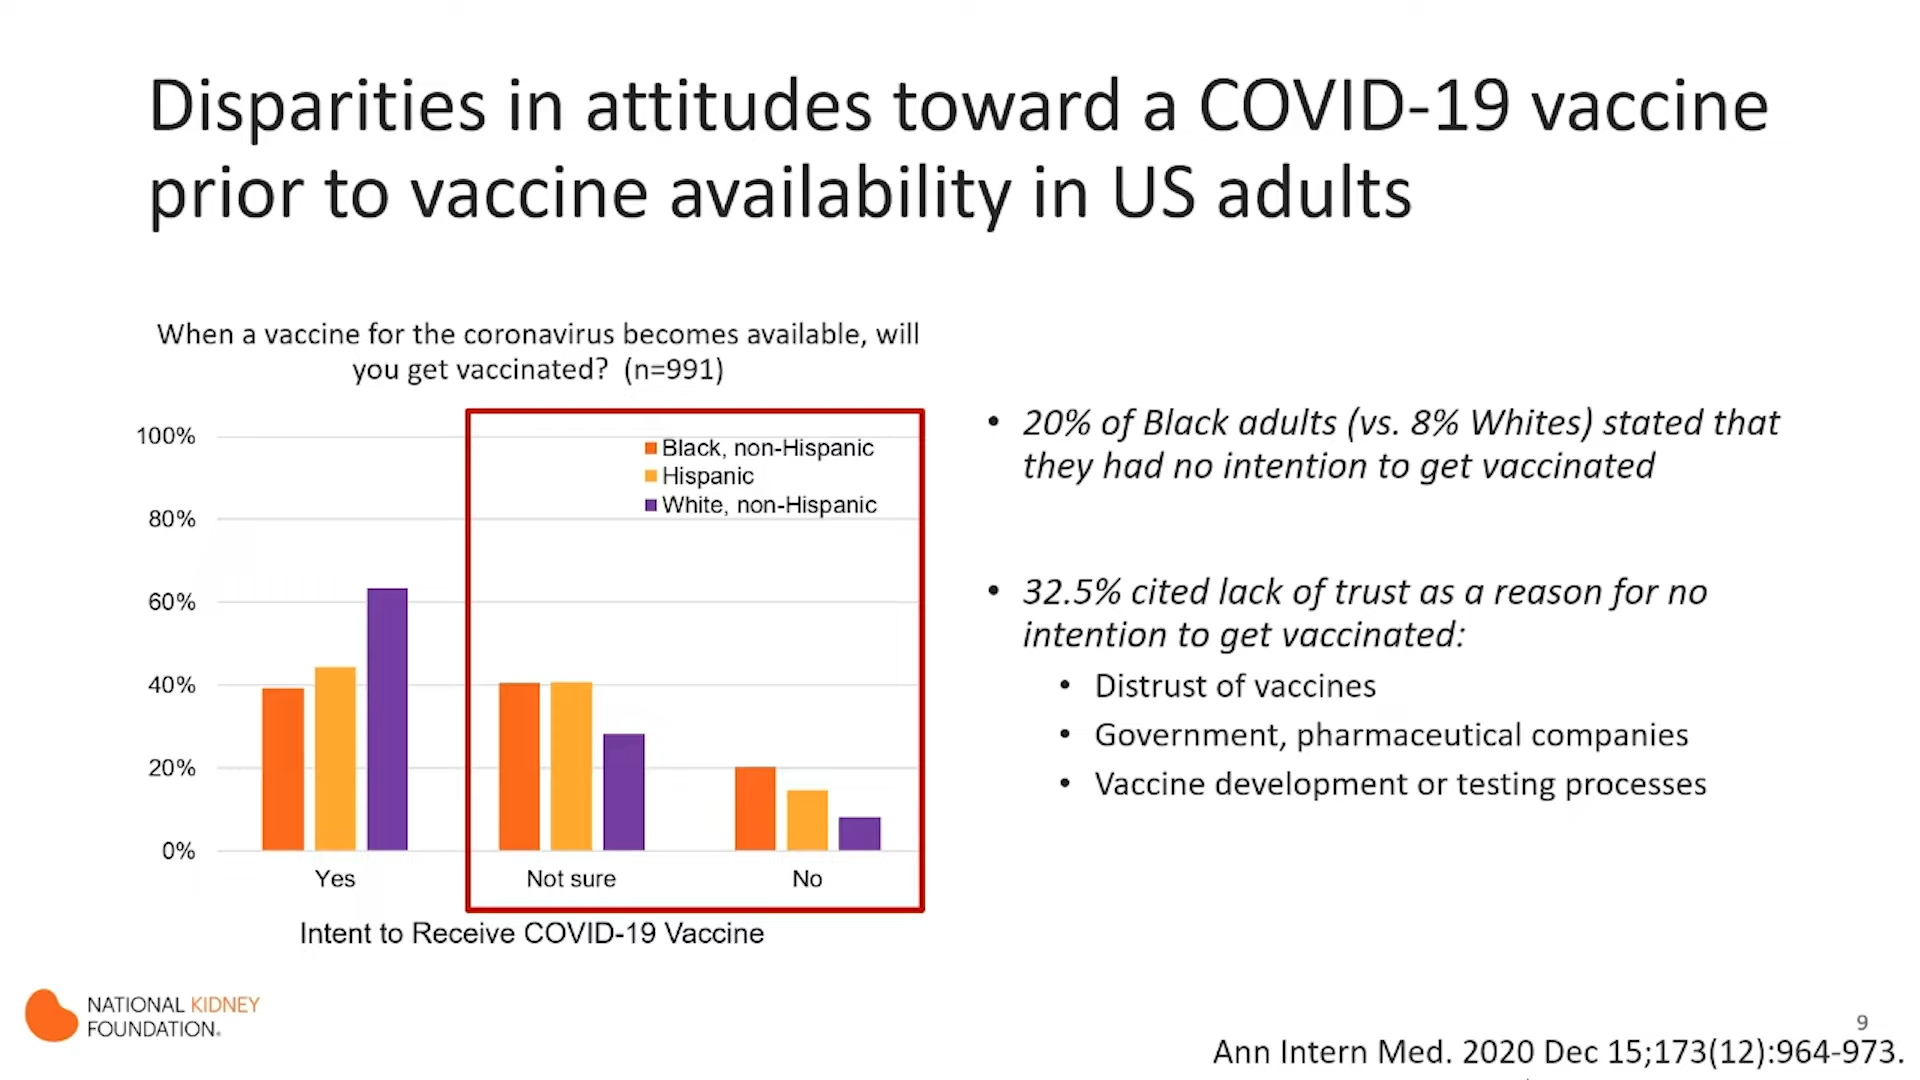 Disparities in attitudes toward a COVID-19 vaccine
prior to vaccine availability in US adults
When a vaccine for the coronavirus becomes available, will
you get vaccinated? (n=991)
100%
80%
60%
40%
20%
0%
Black, non-Hispanic
Hispanic
White, non-Hispanic
Yes
Not sure
No
Intent to Receive COVID-19 Vaccine
• 20% of Black adults (vs. 8% Whites) stated that
they had no intention to get vaccinated
• 32.5% cited lack of trust as a reason for no
intention to get vaccinated:
• Distrust of vaccines
• Government, pharmaceutical companies
• Vaccine development or testing processes
NATIONAL KIDNEY
FOUNDATION.
9
Ann Intern Med. 2020 Dec 15;173(12):964-973.